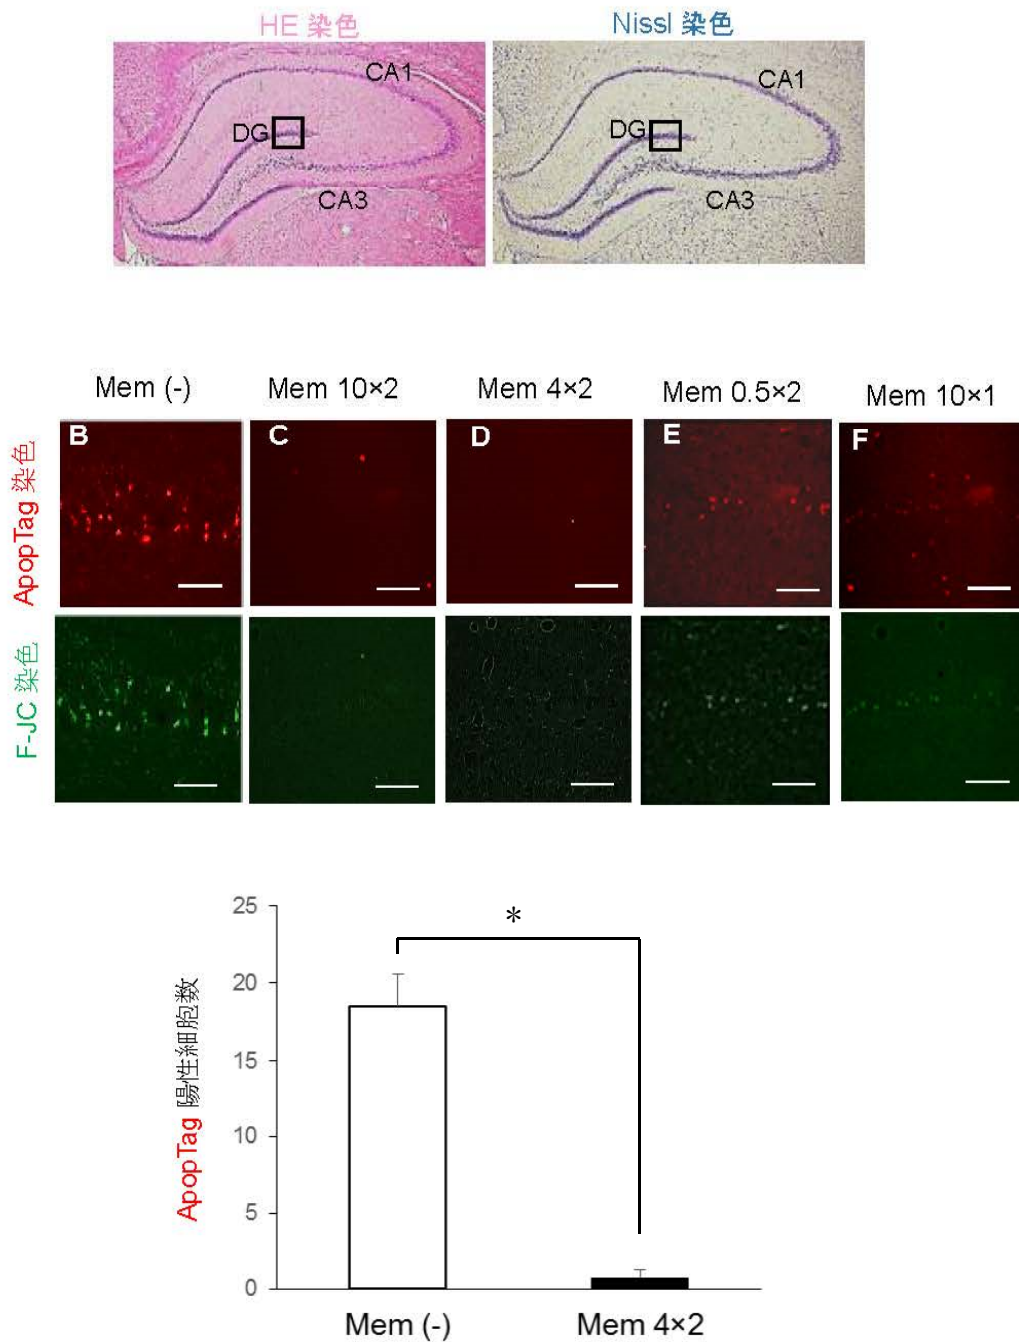 HE 染色
Nissl 染色
CA1
DG
CA3
CA1
DG
CA3
Mem (-)
Mem 10×2
Mem 4×2
Mem 0.5×2
Mem 10×1
ApopTag 染色
B
C
D
E
F
F-JC 染色
25
20
15
10
5
0
*
ApopTag 陽性細胞数
Mem (-)
Mem 4×2